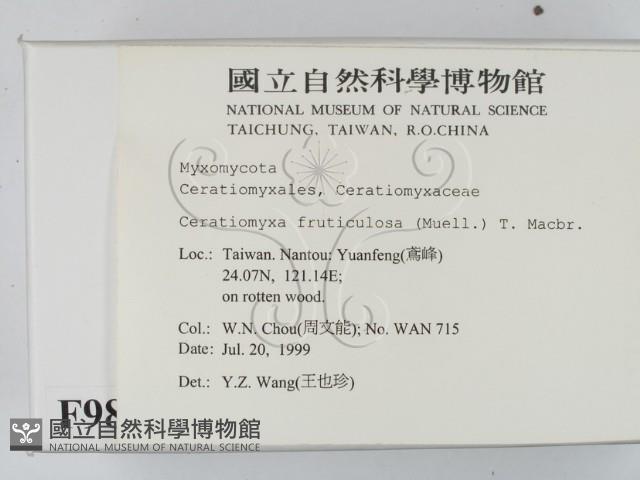 國立自然科學博物館
NATIONAL MUSEUM OF NATURAL SCIENCE
TAICHUNG, TAIWAN, R.O.CHINA
Myxomycota
Ceratiomyxales, Ceratiomyxaceae
Ceratiomyxa fruticulosa (Muell.) T. Macbr.
Loc.: Taiwan. Nantou: Yuanfeng(鳶峰)
24.07N, 121.14E;
on rotten wood.
Col.: W.N. Chou(周文能); No. WAN 715
Date: Jul. 20, 1999
Det.: Y.Z. Wang(王也珍)
國立自然科學博物館
NATIONAL MUSEUM OF NATURAL SCIENCE